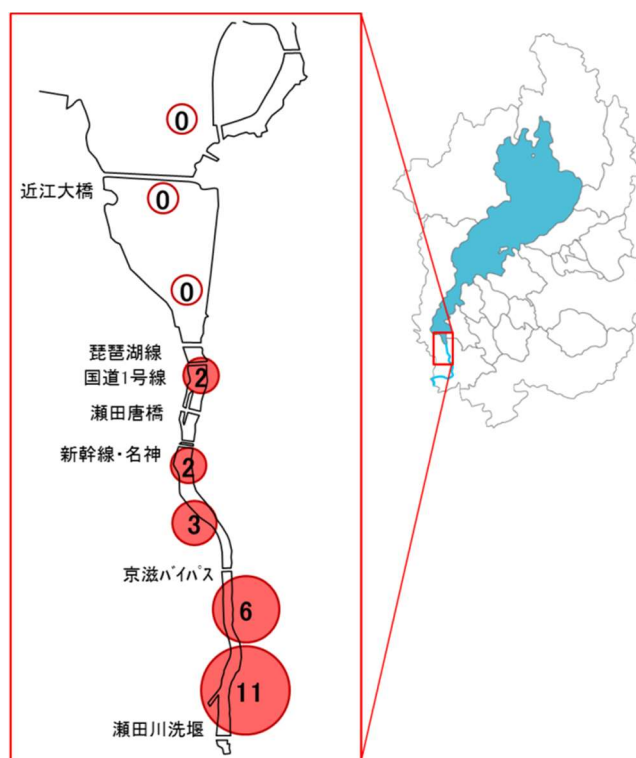 0
近江大橋
0
0
琵琶湖線
国道1号線
2
瀬田唐橋
新幹線・名神
2
3
京滋ﾊﾞｲﾊﾟｽ
6
11
瀬田川洗堰